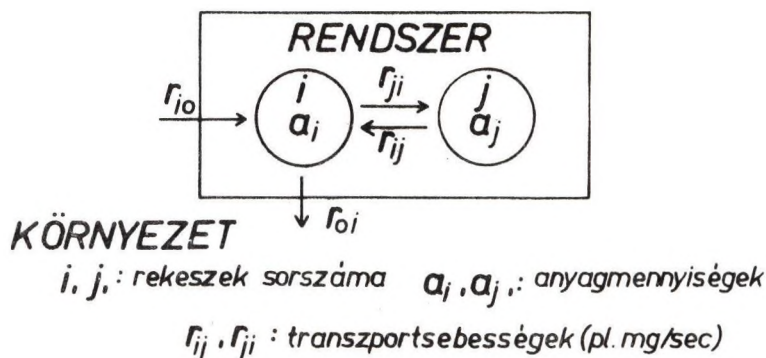 RENDSZER
i
r_ji
j
r_io
a_i
r_ij
a_j
r_oi
KÖRNYEZET
i, j,: rekeszek sorszáma a_i, a_j,: anyagmennyiségek
r_ij, r_ji : transzportsebességek (pl. mg/sec)